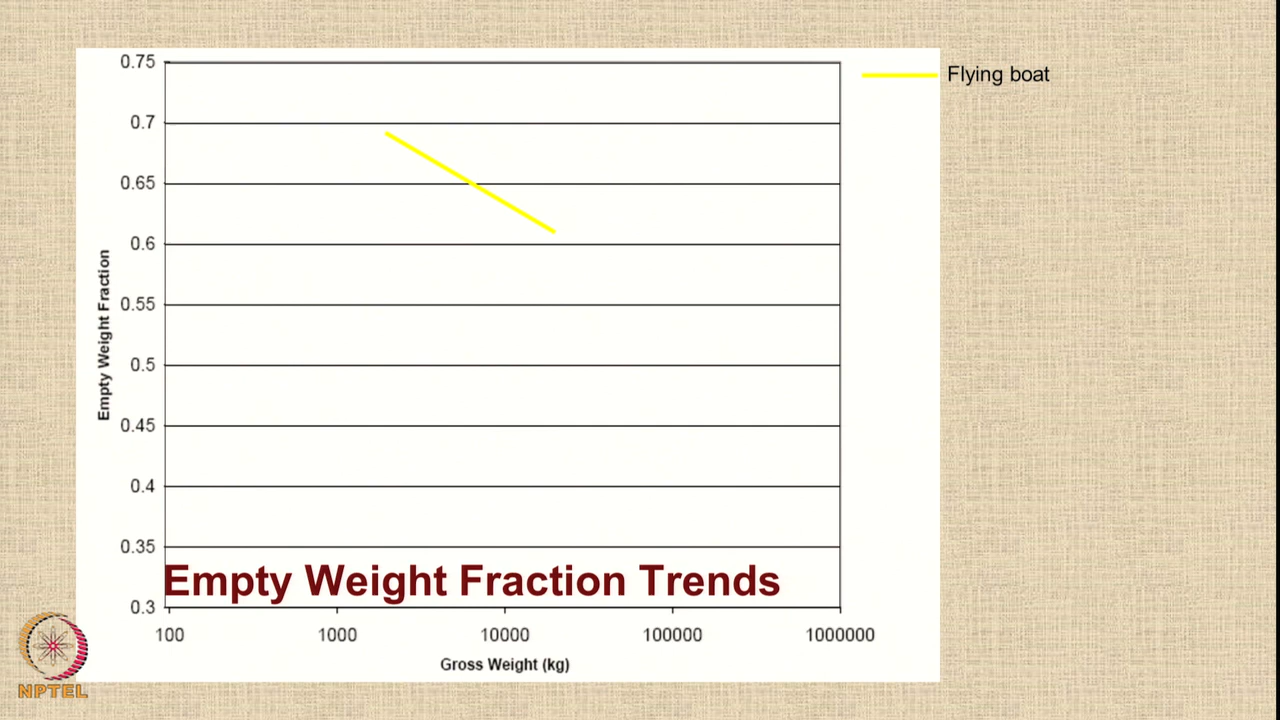 0.75
Flying boat
0.7
0.65
0.6
0.55
0.5
0.45
0.4
0.35
0.3
Empty Weight Fraction
Empty Weight Fraction Trends
100 1000 10000 100000 1000000
Gross Weight (kg)
NPTEL